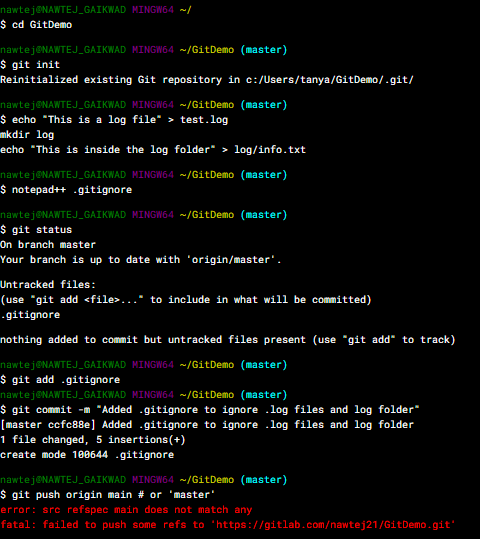 nawtej@NAWTEJ_GAIKWAD MINGW64 ~/
$ cd GitDemo
nawtej@NAWTEJ_GAIKWAD MINGW64 ~/GitDemo (master)
$ git init
Reinitialized existing Git repository in c:/Users/tanya/GitDemo/.git/
nawtej@NAWTEJ_GAIKWAD MINGW64 ~/GitDemo (master)
$ echo "This is a log file" > test.log
mkdir log
echo "This is inside the log folder" > log/info.txt
nawtej@NAWTEJ_GAIKWAD MINGW64 ~/GitDemo (master)
$ notepad++ .gitignore
nawtej@NAWTEJ_GAIKWAD MINGW64 ~/GitDemo (master)
$ git status
On branch master
Your branch is up to date with 'origin/master'.
Untracked files:
(use "git add <file>..." to include in what will be committed)
.gitignore
nothing added to commit but untracked files present (use "git add" to track)
nawtej@NAWTEJ_GAIKWAD MINGW64 ~/GitDemo (master)
$ git add .gitignore
nawtej@NAWTEJ_GAIKWAD MINGW64 ~/GitDemo (master)
$ git commit -m "Added .gitignore to ignore .log files and log folder"
[master ccfc88e] Added .gitignore to ignore .log files and log folder
1 file changed, 5 insertions(+)
create mode 100644 .gitignore
nawtej@NAWTEJ_GAIKWAD MINGW64 ~/GitDemo (master)
$ git push origin main # or 'master'
error: src refspec main does not match any
fatal: failed to push some refs to 'https://gitlab.com/nawtej21/GitDemo.git'